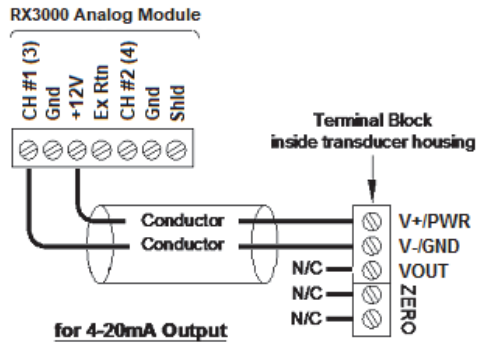 RX3000 Analog Module
CH #1 (3)
Gnd
+12V
Ex Rtn
CH #2 (4)
Gnd
Shld
Terminal Block
inside transducer housing
Conductor
Conductor
V+/PWR
V-/GND
N/C
VOUT
N/C
N/C
ZERO
for 4-20mA Output